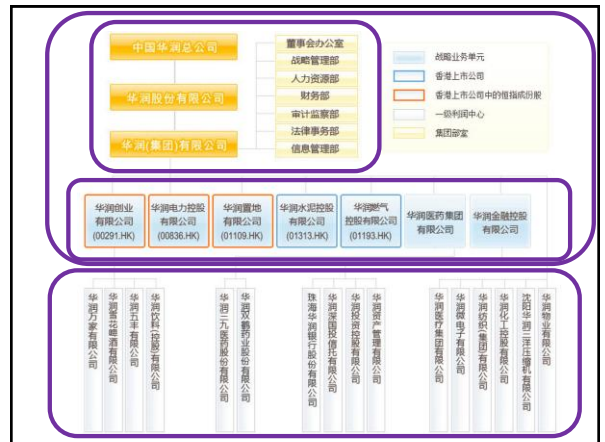 中国华润总公司
华润股份有限公司
华润(集团)有限公司
董事会办公室
战略管理部
人力资源部
财务部
审计监察部
法律事务部
信息管理部
战略业务单元
香港上市公司
香港上市公司中的恒指成份股
一级利润中心
集团部室
华润创业
有限公司
(00291.HK)
华润电力控股
有限公司
(00836.HK)
华润置地
有限公司
(01109.HK)
华润水泥控股
有限公司
(01313.HK)
华润燃气
控股有限公司
(01193.HK)
华润医药集团
有限公司
华润金融控股
有限公司
华润万家有限公司
华润雪花啤酒有限公司
华润五丰有限公司
华润饮料(控股)有限公司
华润三九医药股份有限公司
华润双鹤药业股份有限公司
珠海华润银行股份有限公司
华润深国投信托有限公司
华润投资控股有限公司
华润资产管理有限公司
华润医疗集团有限公司
华润微电子有限公司
华润纺织(集团)有限公司
华润化工控股有限公司
沈阳华润三洋压缩机有限公司
华润物业有限公司